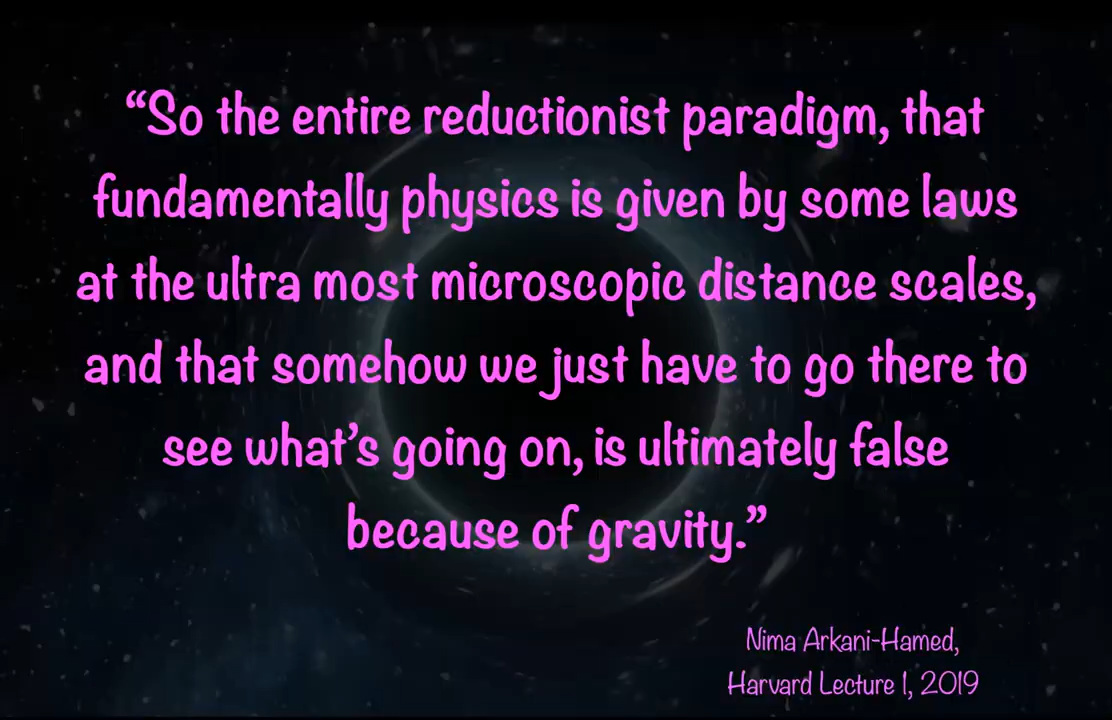 “So the entire reductionist paradigm, that
fundamentally physics is given by some laws
at the ultra most microscopic distance scales,
and that somehow we just have to go there to
see what’s going on, is ultimately false
because of gravity.”
Nima Arkani-Hamed,
Harvard Lecture 1, 2019